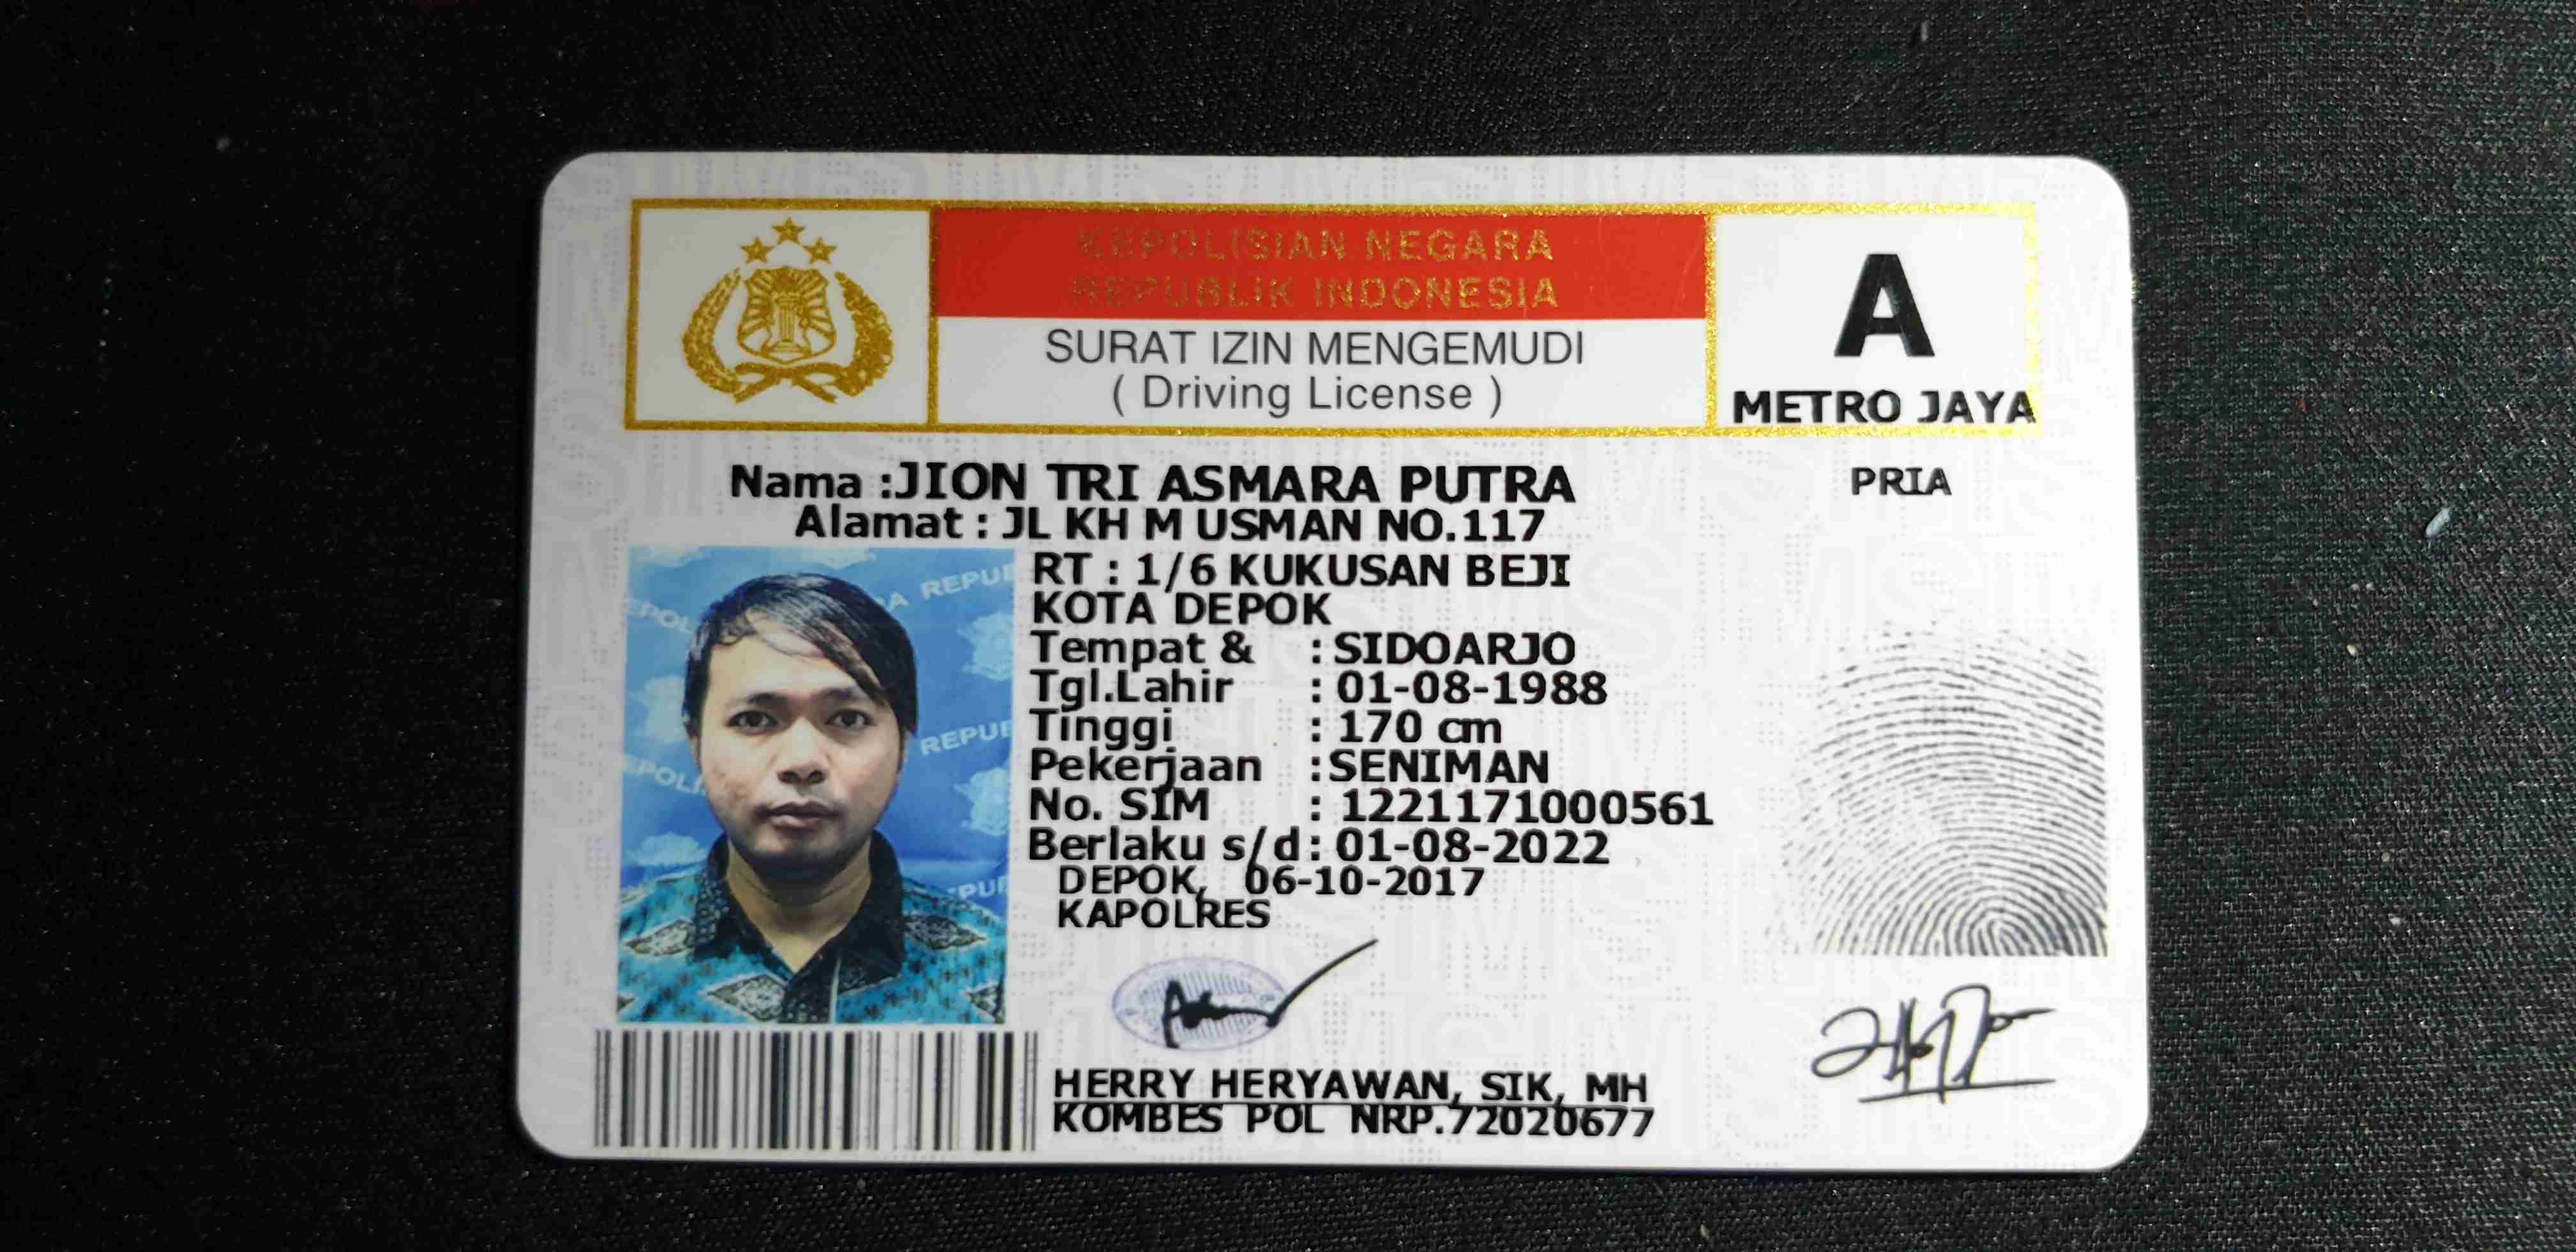 KEPOLISIAN NEGARA
REPUBLIK INDONESIA
SURAT IZIN MENGEMUDI
( Driving License )
A
METRO JAYA
Nama :JION TRI ASMARA PUTRA
PRIA
Alamat : JL KH M USMAN NO.117
RT : 1/6 KUKUSAN BEJI
KOTA DEPOK
Tempat & : SIDOARJO
Tgl.Lahir : 01-08-1988
Tinggi : 170 cm
Pekerjaan :SENIMAN
No. SIM : 1221171000561
Berlaku s/d : 01-08-2022
DEPOK, 06-10-2017
KAPOLRES
HERRY HERYAWAN, SIK, MH
KOMBES POL NRP.72020677